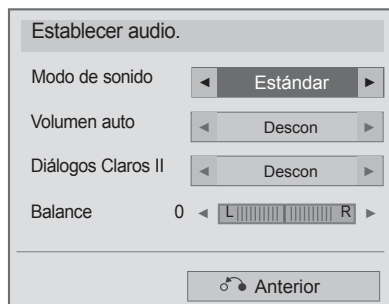 Establecer audio.
Modo de sonido ◄ Estándar ►
Volumen auto ◄ Descon ►
Diálogos Claros II ◄ Descon ►
Balance 0 ◄ L R ►
Anterior